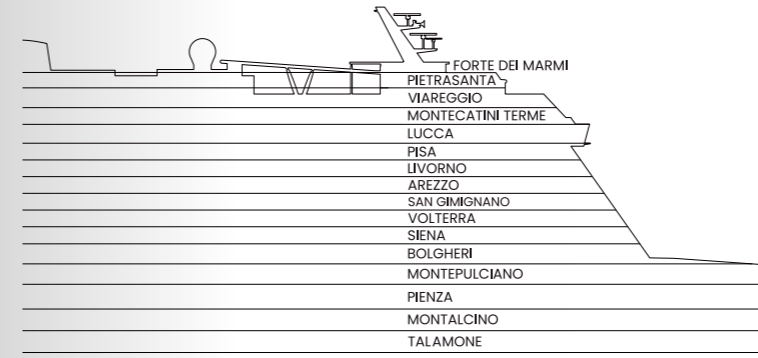 FORTE DEI MARMI
PIETRASANTA
VIAREGGIO
MONTECATINI TERME
LUCCA
PISA
LIVORNO
AREZZO
SAN GIMIGNANO
VOLTERRA
SIENA
BOLGHERI
MONTEPULCIANO
PIENZA
MONTALCINO
TALAMONE